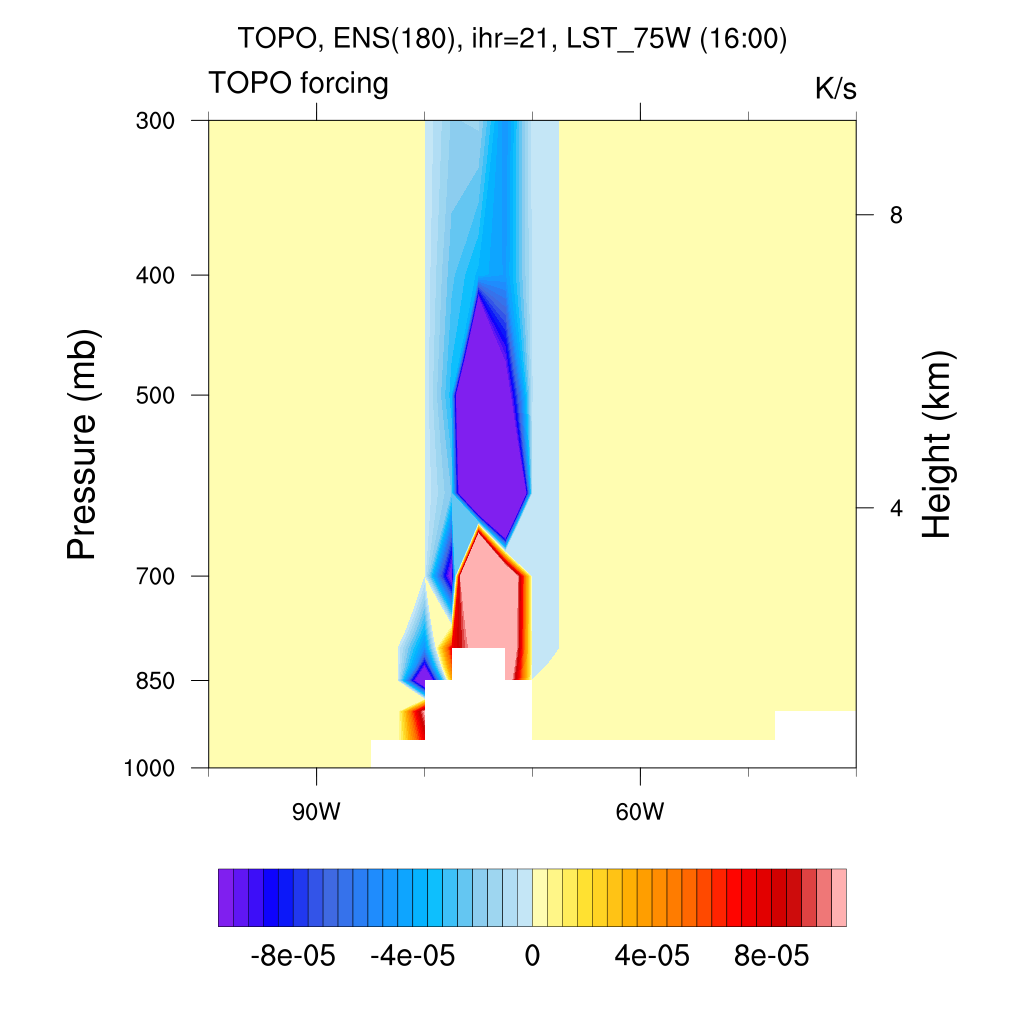 TOPO, ENS(180), ihr=21, LST_75W (16:00)
TOPO forcing
K/s
300
400
500
700
850
1000
Pressure (mb)
8
4
Height (km)
90W
60W
-8e-05
-4e-05
0
4e-05
8e-05